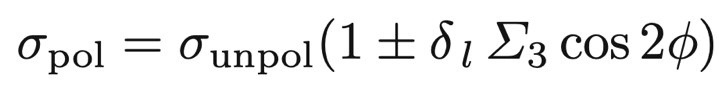 σ_pol = σ_unpol(1 ± δ_l Σ_3 cos 2ϕ)